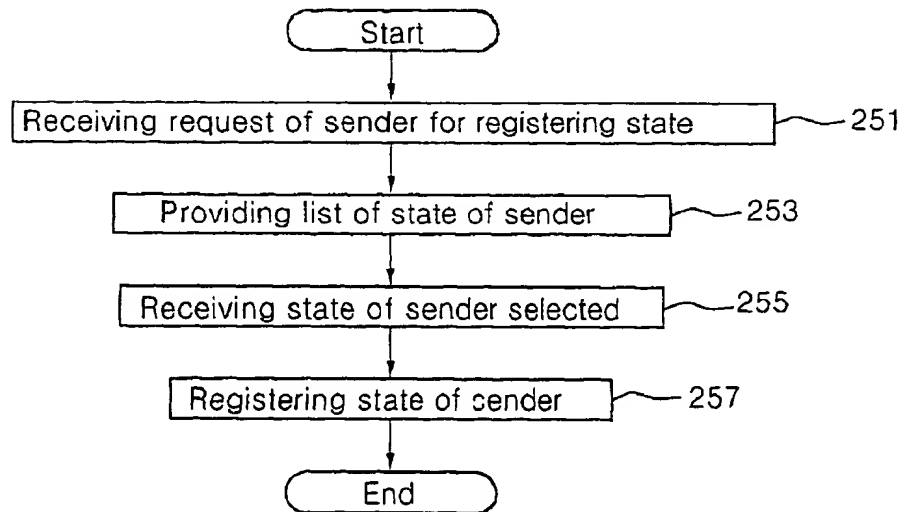 Start
Receiving request of sender for registering state
251
Providing list of state of sender
253
Receiving state of sender selected
255
Registering state of sender
257
End